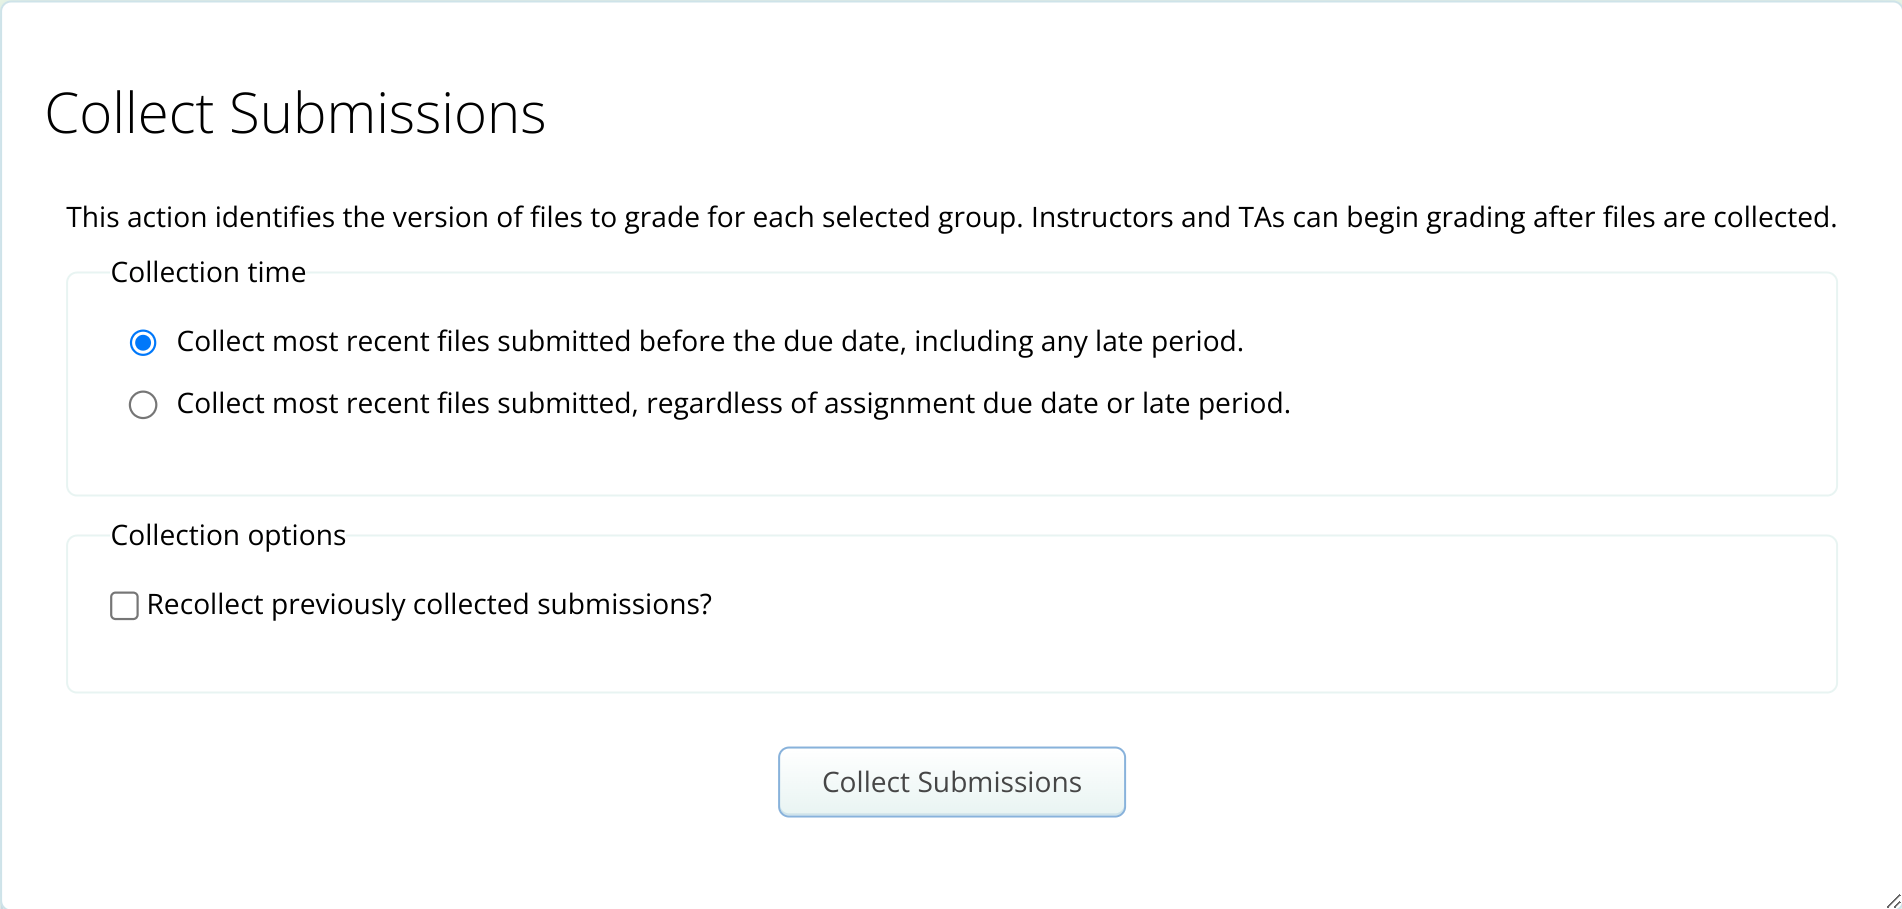 Collect Submissions
This action identifies the version of files to grade for each selected group. Instructors and TAs can begin grading after files are collected.
Collection time
Collect most recent files submitted before the due date, including any late period.
Collect most recent files submitted, regardless of assignment due date or late period.
Collection options
Recollect previously collected submissions?
Collect Submissions